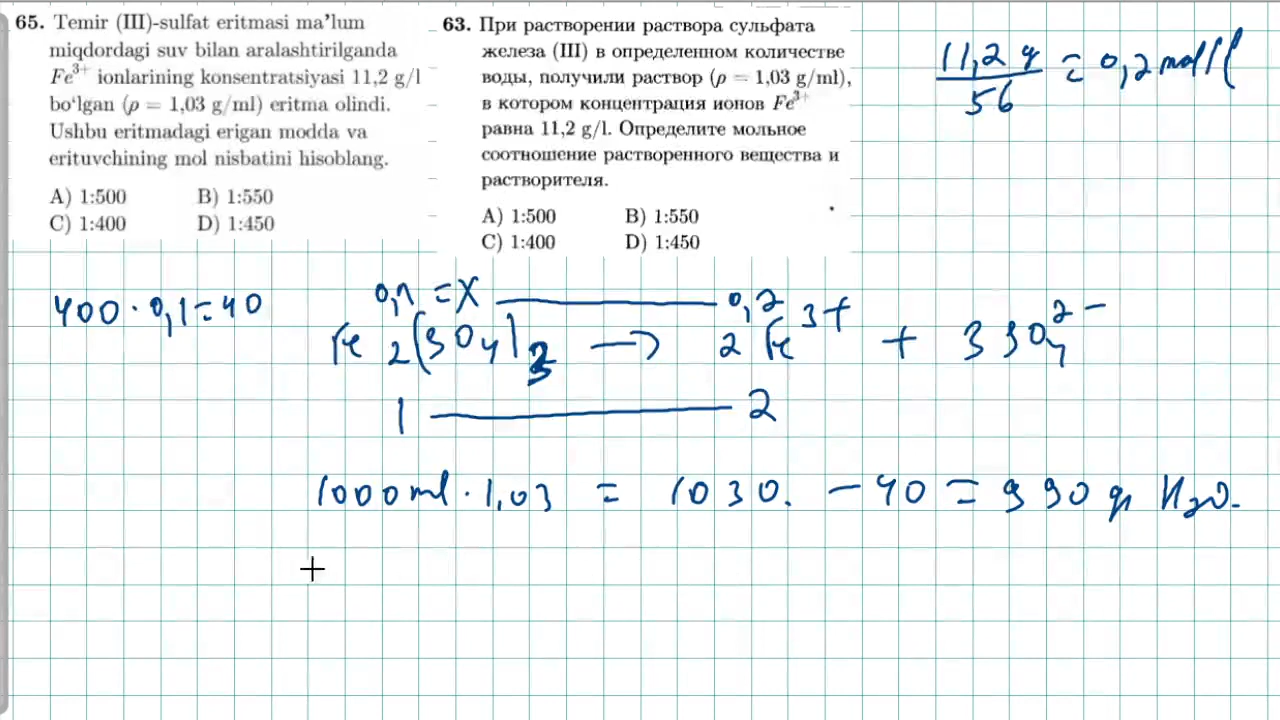 65. Temir (III)-sulfat eritmasi ma’lum
miqdordagi suv bilan aralashtirilganda
Fe³⁺ ionlarining konsentratsiyasi 11,2 g/l
bo‘lgan (ρ = 1,03 g/ml) eritma olindi.
Ushbu eritmadagi erigan modda va
erituvchining mol nisbatini hisoblang.
A) 1:500 B) 1:550
C) 1:400 D) 1:450
63. При растворении раствора сульфата
железа (III) в определенном количестве
воды, получили раствор (ρ = 1,03 g/ml),
в котором концентрация ионов Fe³⁺
равна 11,2 g/l. Определите мольное
соотношение растворенного вещества и
растворителя.
A) 1:500 B) 1:550
C) 1:400 D) 1:450
11,2 g
56
= 0,2 mol/l
400 · 0,1 = 40
0,1 = X 0,2
Fe2(SO4)3 → 2 Fe³⁺ + 3 SO4²⁻
1 2
1000 ml · 1,03 = 1030. – 40 = 990 g H2O.